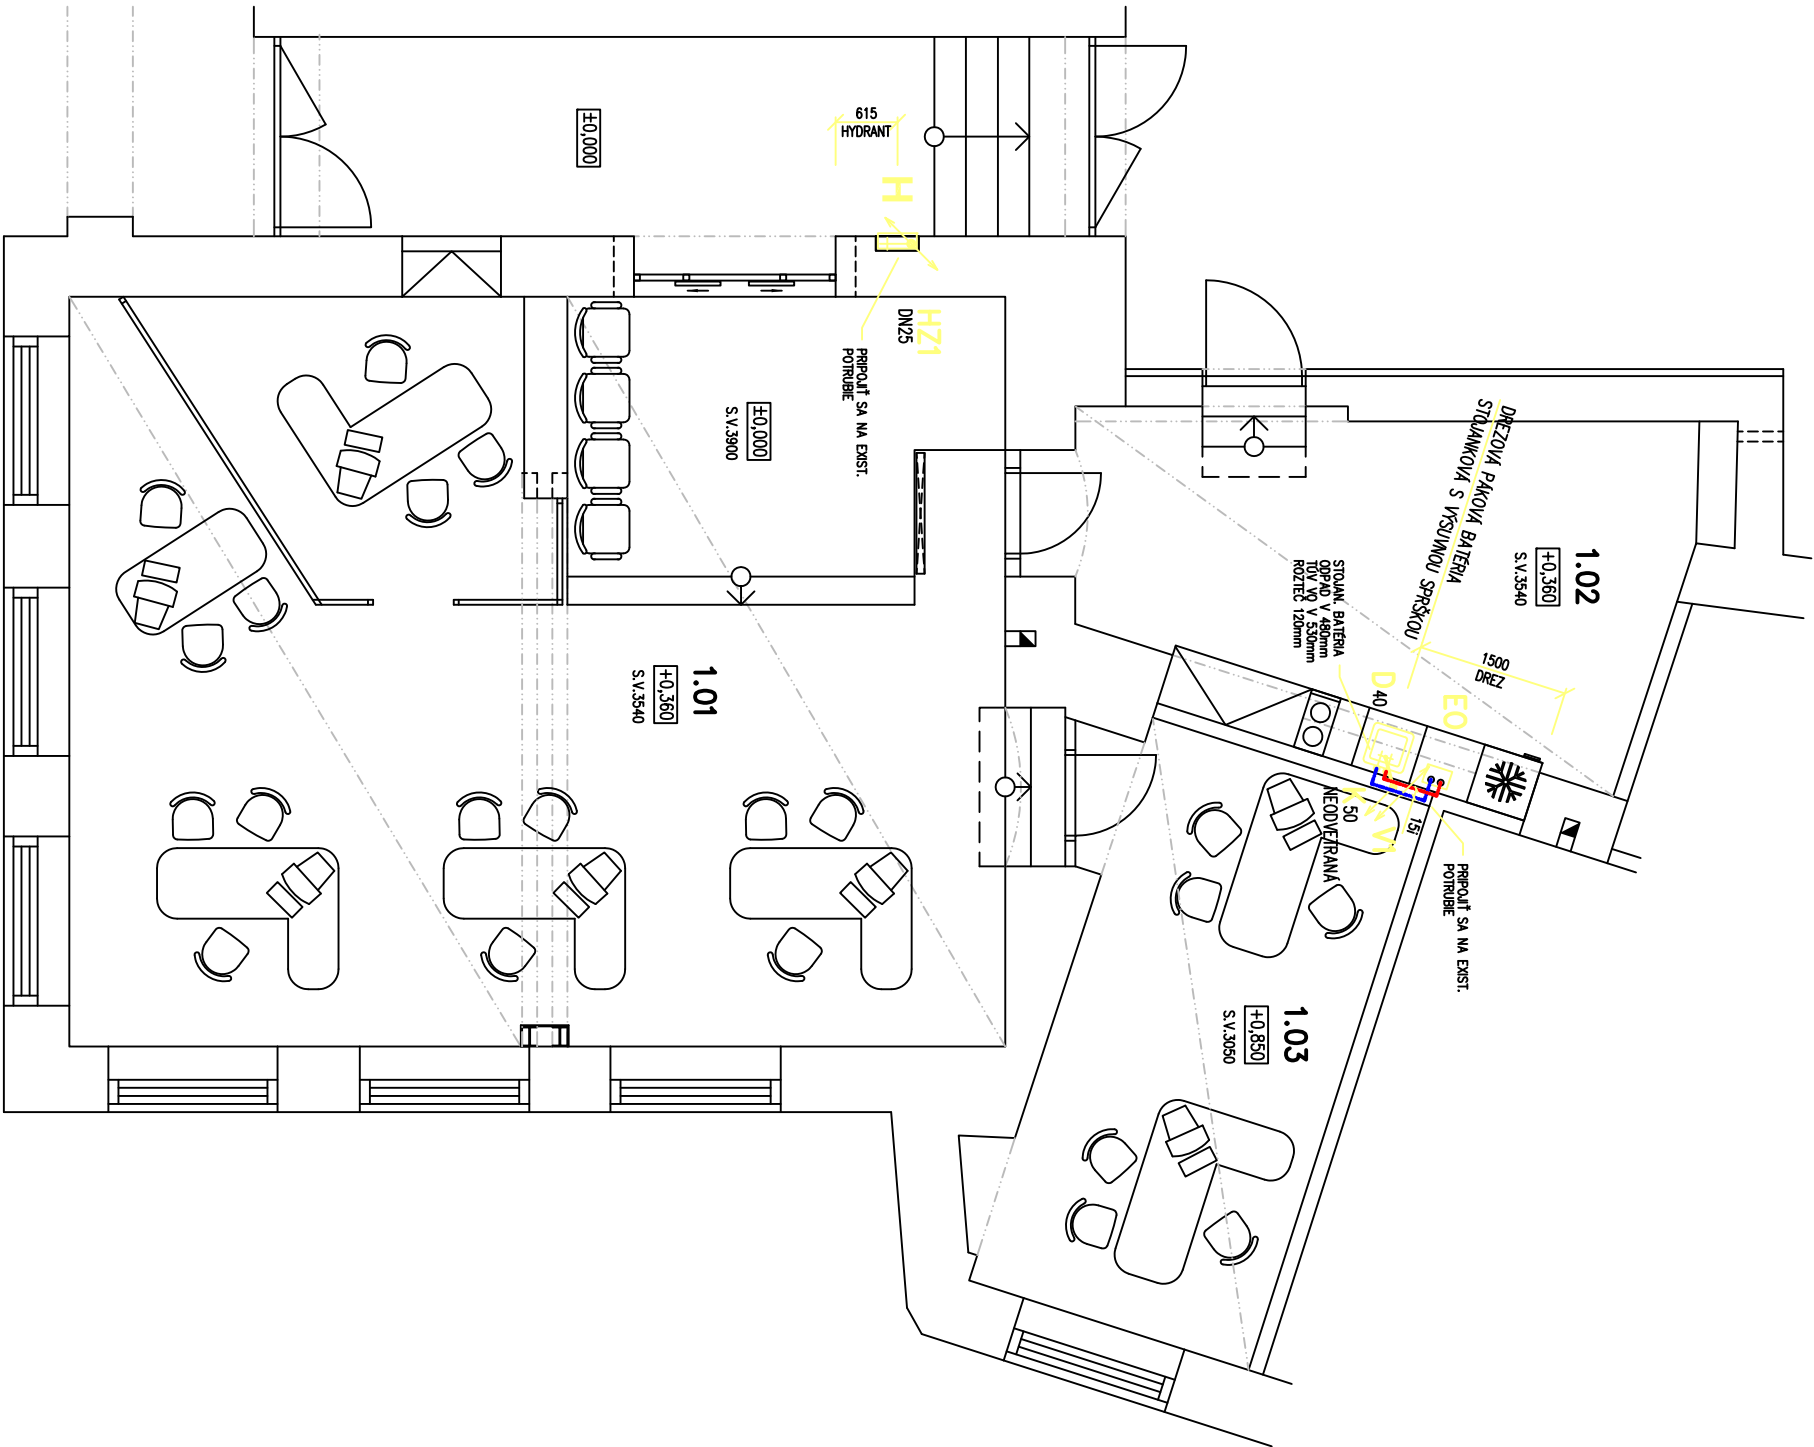 ±0,000
615
HYDRANT
H
HZ1
DN25
PRIPOJIŤ SA NA EXIST.
POTRUBIE
±0,000
S.V.3900
DREZOVÁ PÁKOVÁ BATÉRIA
STOJANKOVÁ S VÝSUVNOU SPRŠKOU
1.02
+0,360
S.V.3540
STOJAN. BATÉRIA
ODPAD V 480mm
TÚV VO V 530mm
ROZTEČ 120mm
1500
DREZ
D
40
EO
1.01
+0,360
S.V.3540
K
50
NEODVETRANÁ
V1
PRIPOJIŤ SA NA EXIST.
POTRUBIE
1.03
+0,850
S.V.3050